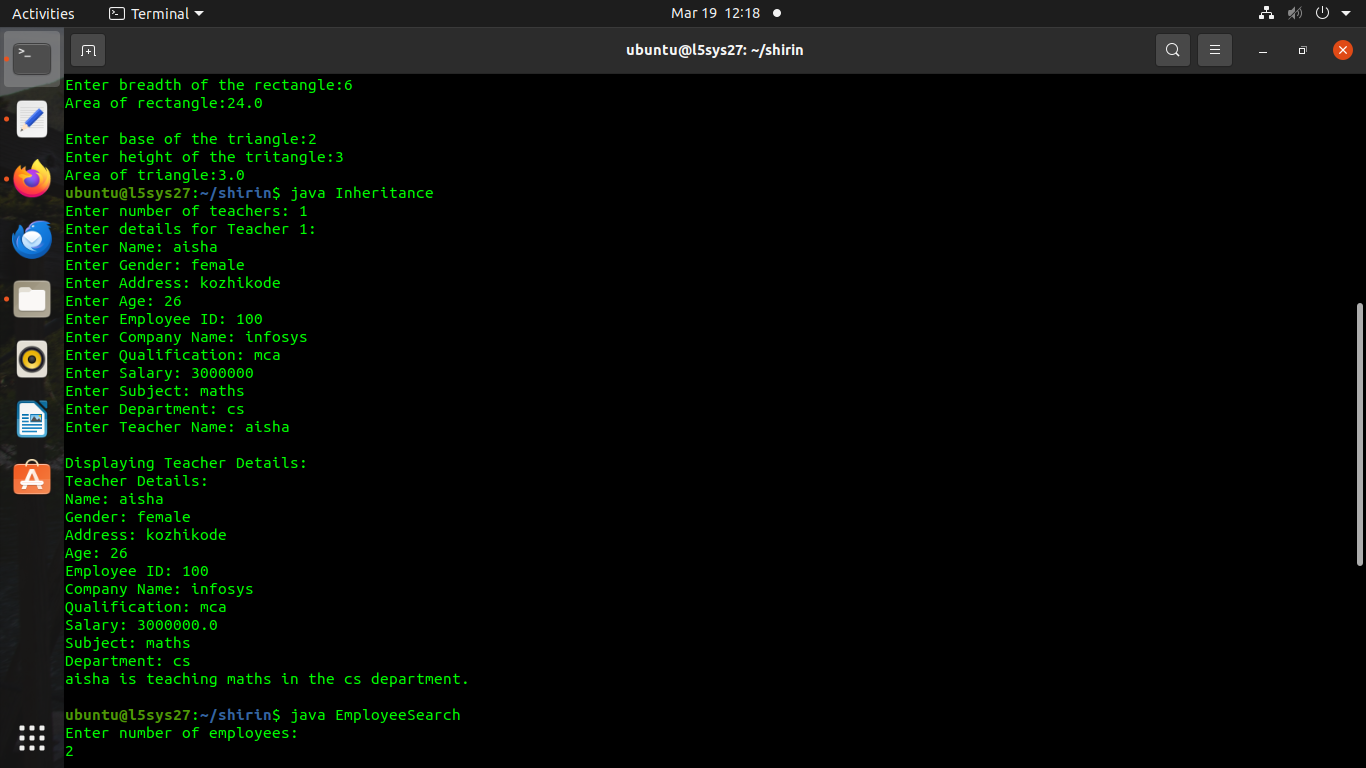 Activities
Terminal
Mar 19 12:18
ubuntu@l5sys27: ~/shirin
Enter breadth of the rectangle:6
Area of rectangle:24.0
Enter base of the triangle:2
Enter height of the tritangle:3
Area of triangle:3.0
ubuntu@l5sys27:~/shirin$ java Inheritance
Enter number of teachers: 1
Enter details for Teacher 1:
Enter Name: aisha
Enter Gender: female
Enter Address: kozhikode
Enter Age: 26
Enter Employee ID: 100
Enter Company Name: infosys
Enter Qualification: mca
Enter Salary: 3000000
Enter Subject: maths
Enter Department: cs
Enter Teacher Name: aisha
Displaying Teacher Details:
Teacher Details:
Name: aisha
Gender: female
Address: kozhikode
Age: 26
Employee ID: 100
Company Name: infosys
Qualification: mca
Salary: 3000000.0
Subject: maths
Department: cs
aisha is teaching maths in the cs department.
ubuntu@l5sys27:~/shirin$ java EmployeeSearch
Enter number of employees:
2